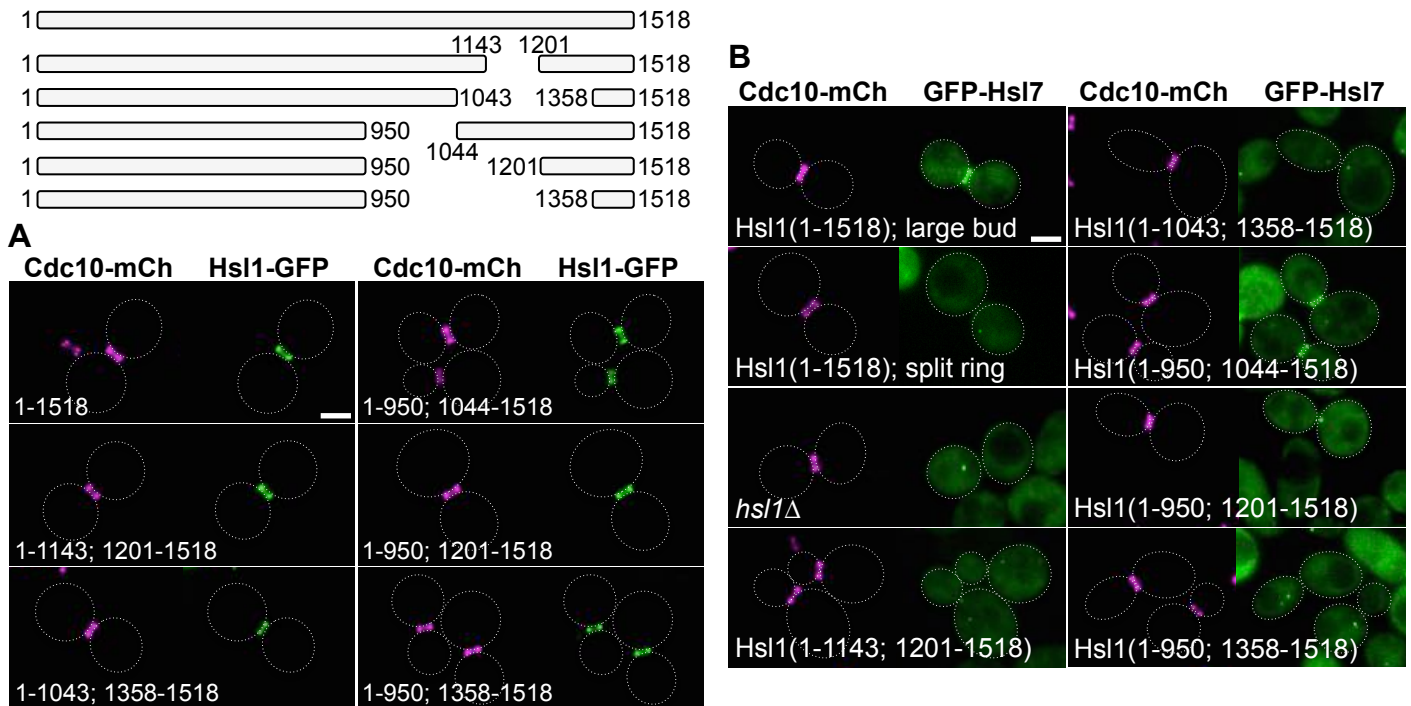 1 1518
1143 1201
1 1518
1 1043 1358 1518
1 950 1518
1044
1 950 1201 1518
1 950 1358 1518
A
Cdc10-mCh Hsl1-GFP Cdc10-mCh Hsl1-GFP
1-1518
1-950; 1044-1518
1-1143; 1201-1518
1-950; 1201-1518
1-1043; 1358-1518
1-950; 1358-1518
B
Cdc10-mCh GFP-Hsl7 Cdc10-mCh GFP-Hsl7
Hsl1(1-1518); large bud
Hsl1(1-1043; 1358-1518)
Hsl1(1-1518); split ring
Hsl1(1-950; 1044-1518)
hsl1Δ
Hsl1(1-950; 1201-1518)
Hsl1(1-1143; 1201-1518)
Hsl1(1-950; 1358-1518)